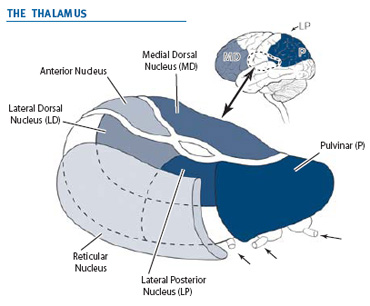 THE THALAMUS
LP
MD
P
Medial Dorsal
Nucleus (MD)
Anterior Nucleus
Lateral Dorsal
Nucleus (LD)
Pulvinar (P)
Reticular
Nucleus
Lateral Posterior
Nucleus (LP)